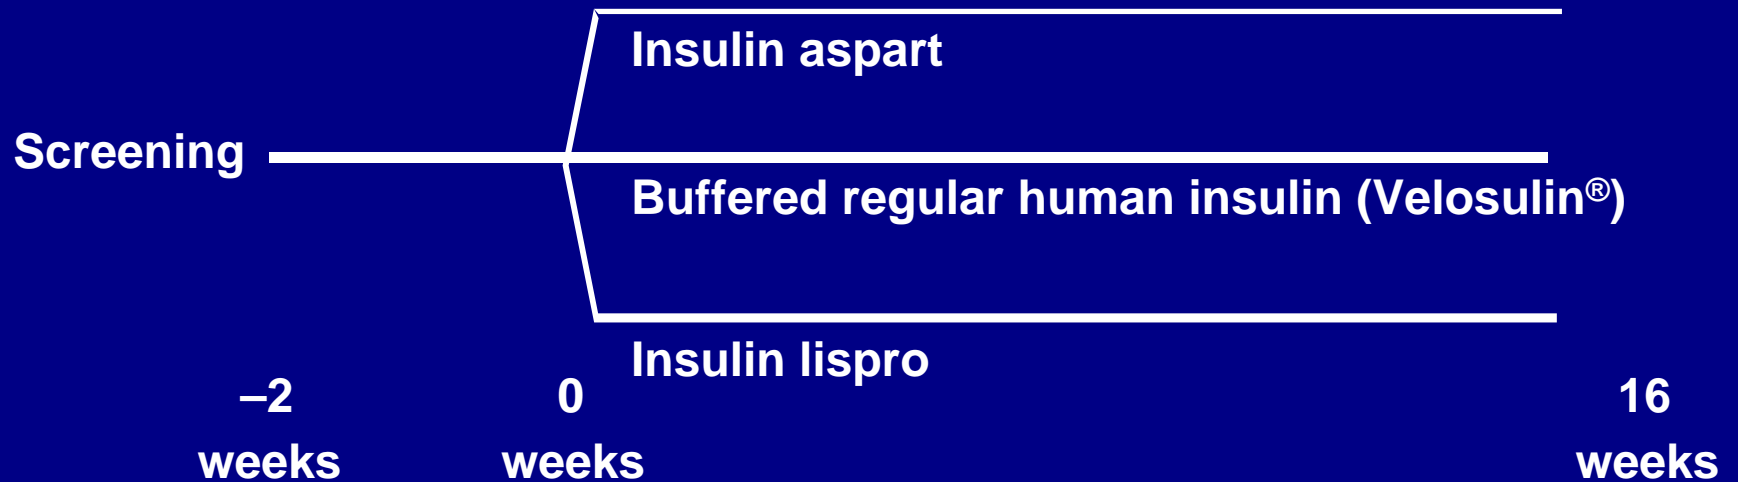 Insulin aspart
Screening
Buffered regular human insulin (Velosulin®)
Insulin lispro
–2 0 16
weeks weeks weeks